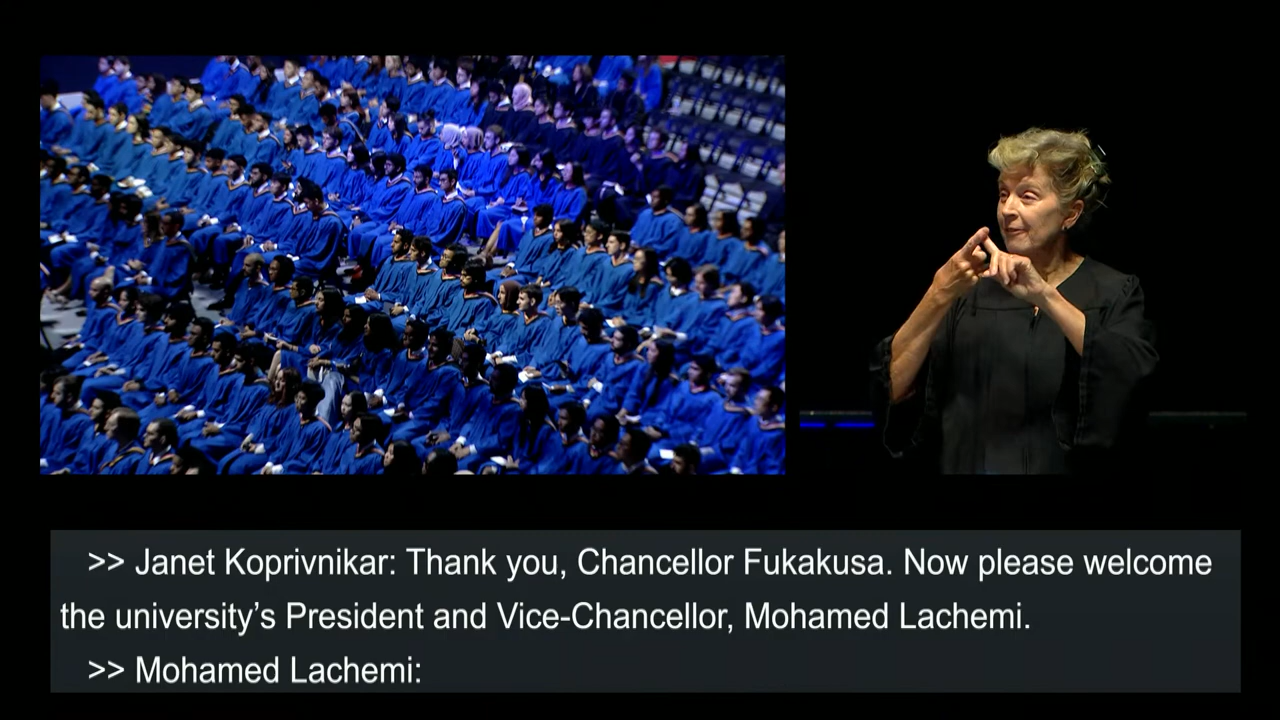 >> Janet Koprivnikar: Thank you, Chancellor Fukakusa. Now please welcome
the university’s President and Vice-Chancellor, Mohamed Lachemi.
>> Mohamed Lachemi: